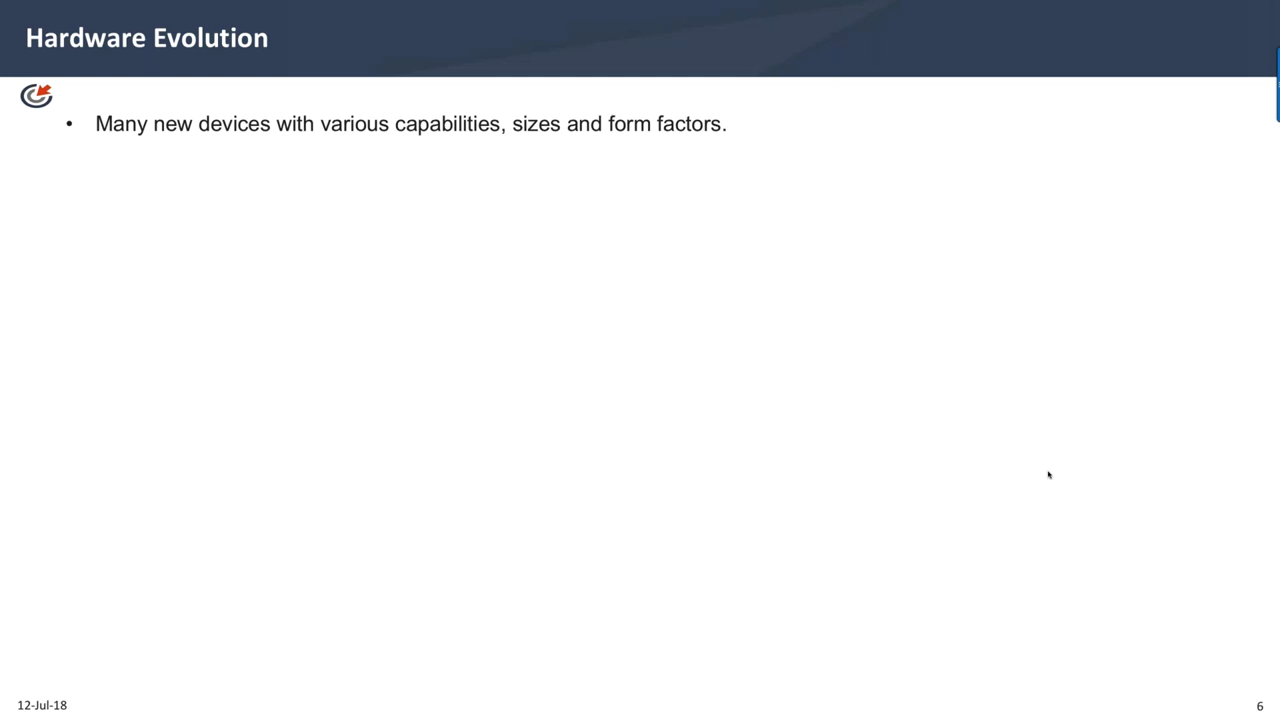 Hardware Evolution
• Many new devices with various capabilities, sizes and form factors.
12-Jul-18
6